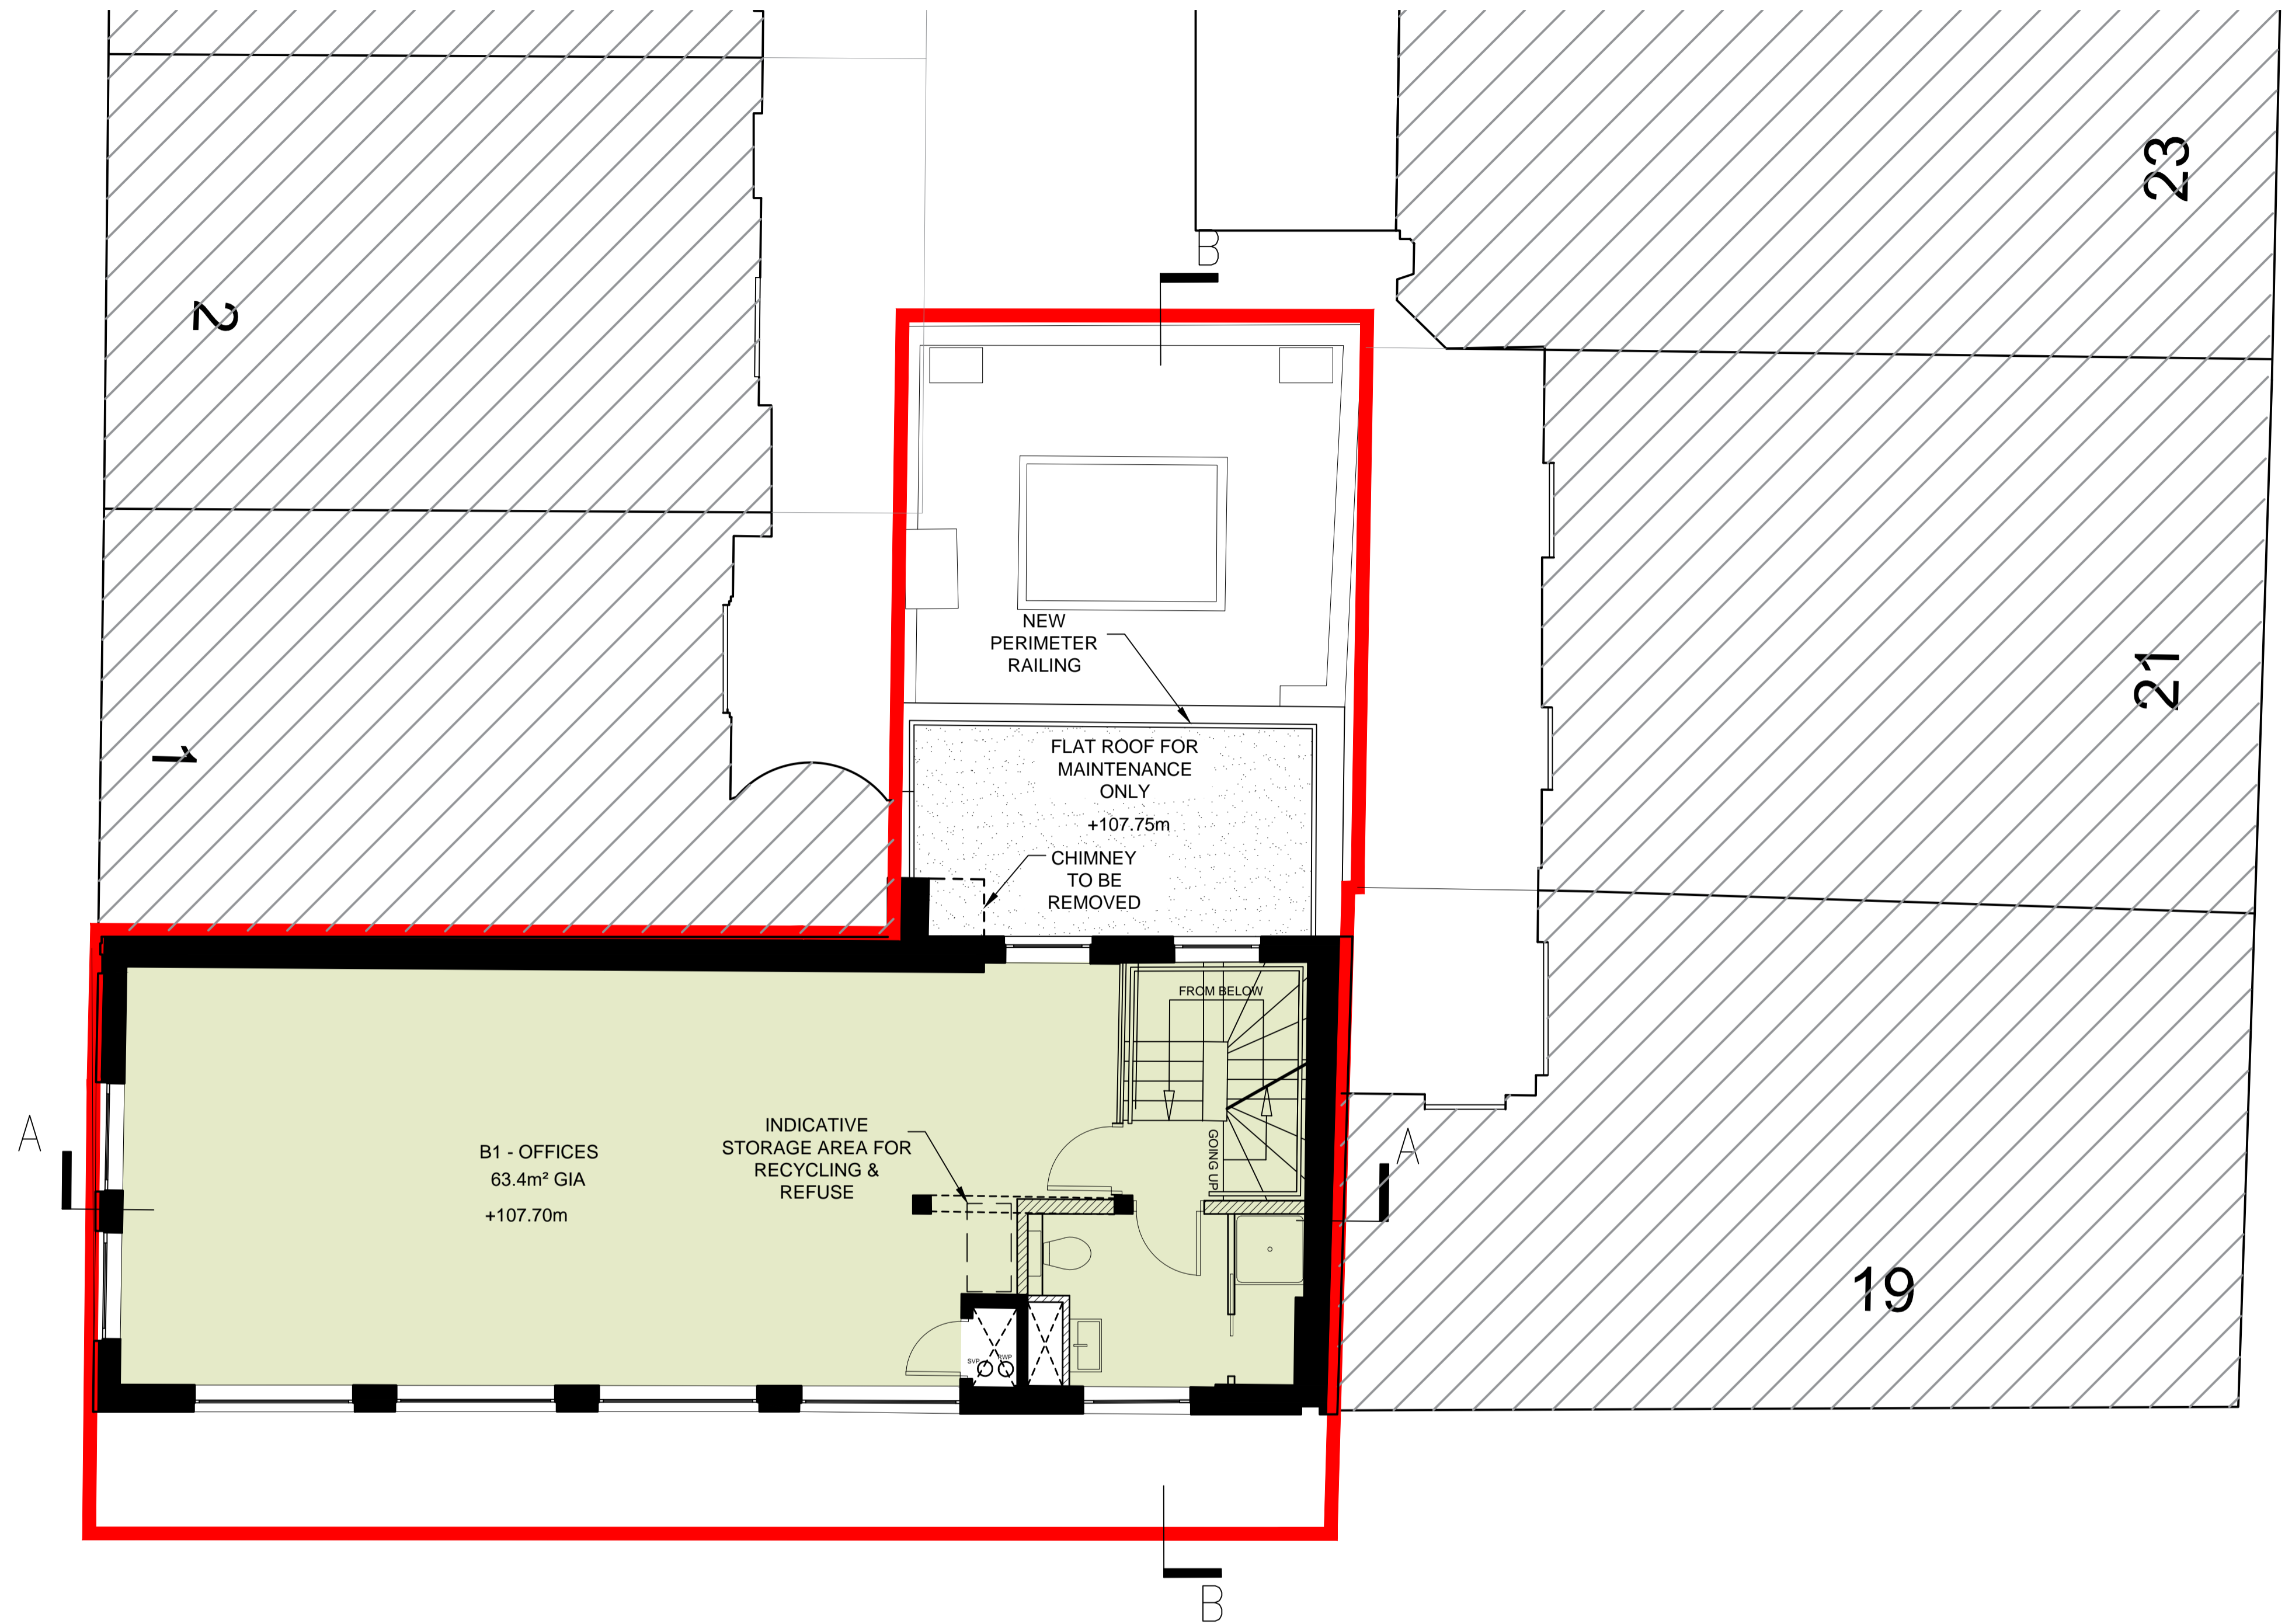 23
B
2
NEW
PERIMETER
RAILING
21
1
FLAT ROOF FOR
MAINTENANCE
ONLY
+107.75m
CHIMNEY
TO BE
REMOVED
FROM BELOW
A
B1 - OFFICES
63.4m² GIA
+107.70m
INDICATIVE
STORAGE AREA FOR
RECYCLING &
REFUSE
GOING UP
A
19
SVP
RWP
B